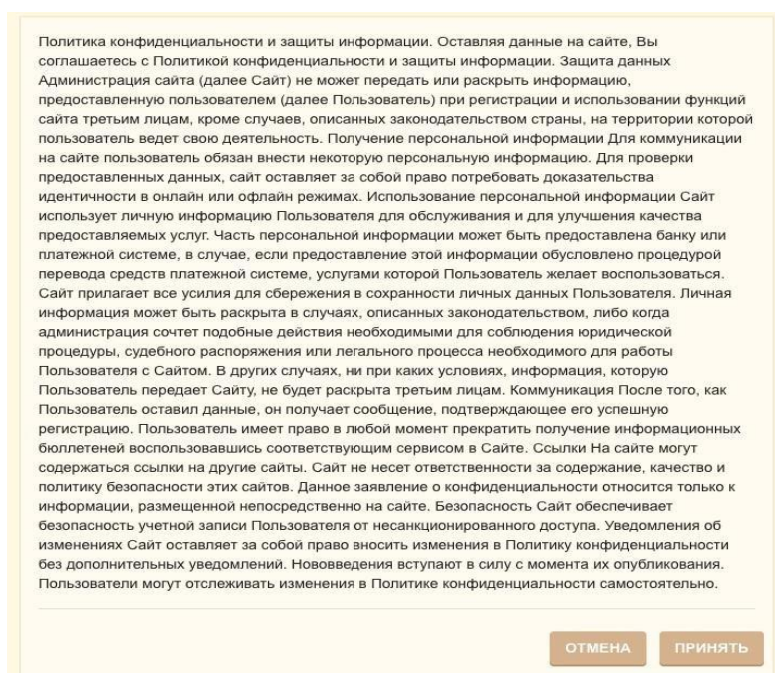 Политика конфиденциальности и защиты информации. Оставляя данные на сайте, Вы
соглашаетесь с Политикой конфиденциальности и защиты информации. Защита данных
Администрация сайта (далее Сайт) не может передать или раскрыть информацию,
предоставленную пользователем (далее Пользователь) при регистрации и использовании функций
сайта третьим лицам, кроме случаев, описанных законодательством страны, на территории которой
пользователь ведет свою деятельность. Получение персональной информации Для коммуникации
на сайте пользователь обязан внести некоторую персональную информацию. Для проверки
предоставленных данных, сайт оставляет за собой право потребовать доказательства
идентичности в онлайн или офлайн режимах. Использование персональной информации Сайт
использует личную информацию Пользователя для обслуживания и для улучшения качества
предоставляемых услуг. Часть персональной информации может быть предоставлена банку или
платежной системе, в случае, если предоставление этой информации обусловлено процедурой
перевода средств платежной системе, услугами которой Пользователь желает воспользоваться.
Сайт прилагает все усилия для сбережения в сохранности личных данных Пользователя. Личная
информация может быть раскрыта в случаях, описанных законодательством, либо когда
администрация сочтет подобные действия необходимыми для соблюдения юридической
процедуры, судебного распоряжения или легального процесса необходимого для работы
Пользователя с Сайтом. В других случаях, ни при каких условиях, информация, которую
Пользователь передает Сайту, не будет раскрыта третьим лицам. Коммуникация После того, как
Пользователь оставил данные, он получает сообщение, подтверждающее его успешную
регистрацию. Пользователь имеет право в любой момент прекратить получение информационных
бюллетеней воспользовавшись соответствующим сервисом в Сайте. Ссылки На сайте могут
содержаться ссылки на другие сайты. Сайт не несет ответственности за содержание, качество и
политику безопасности этих сайтов. Данное заявление о конфиденциальности относится только к
информации, размещенной непосредственно на сайте. Безопасность Сайт обеспечивает
безопасность учетной записи Пользователя от несанкционированного доступа. Уведомления об
изменениях Сайт оставляет за собой право вносить изменения в Политику конфиденциальности
без дополнительных уведомлений. Нововведения вступают в силу с момента их опубликования.
Пользователи могут отслеживать изменения в Политике конфиденциальности самостоятельно.
ОТМЕНА ПРИНЯТЬ